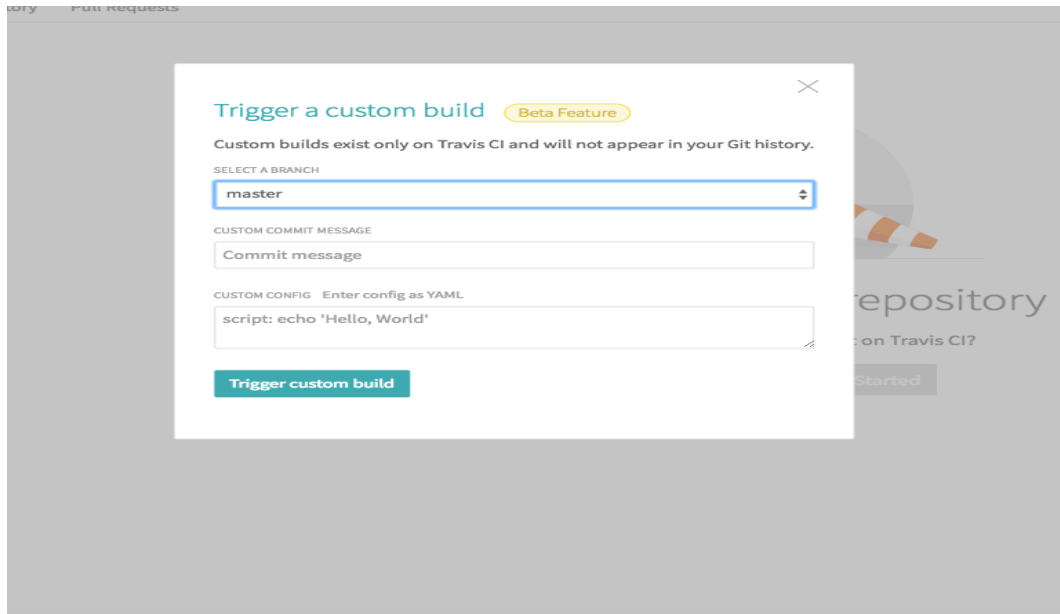 Pull Requests
Trigger a custom build Beta Feature
Custom builds exist only on Travis CI and will not appear in your Git history.
SELECT A BRANCH
master
CUSTOM COMMIT MESSAGE
Commit message
CUSTOM CONFIG Enter config as YAML
script: echo 'Hello, World'
Trigger custom build
repository
on Travis CI?
Started